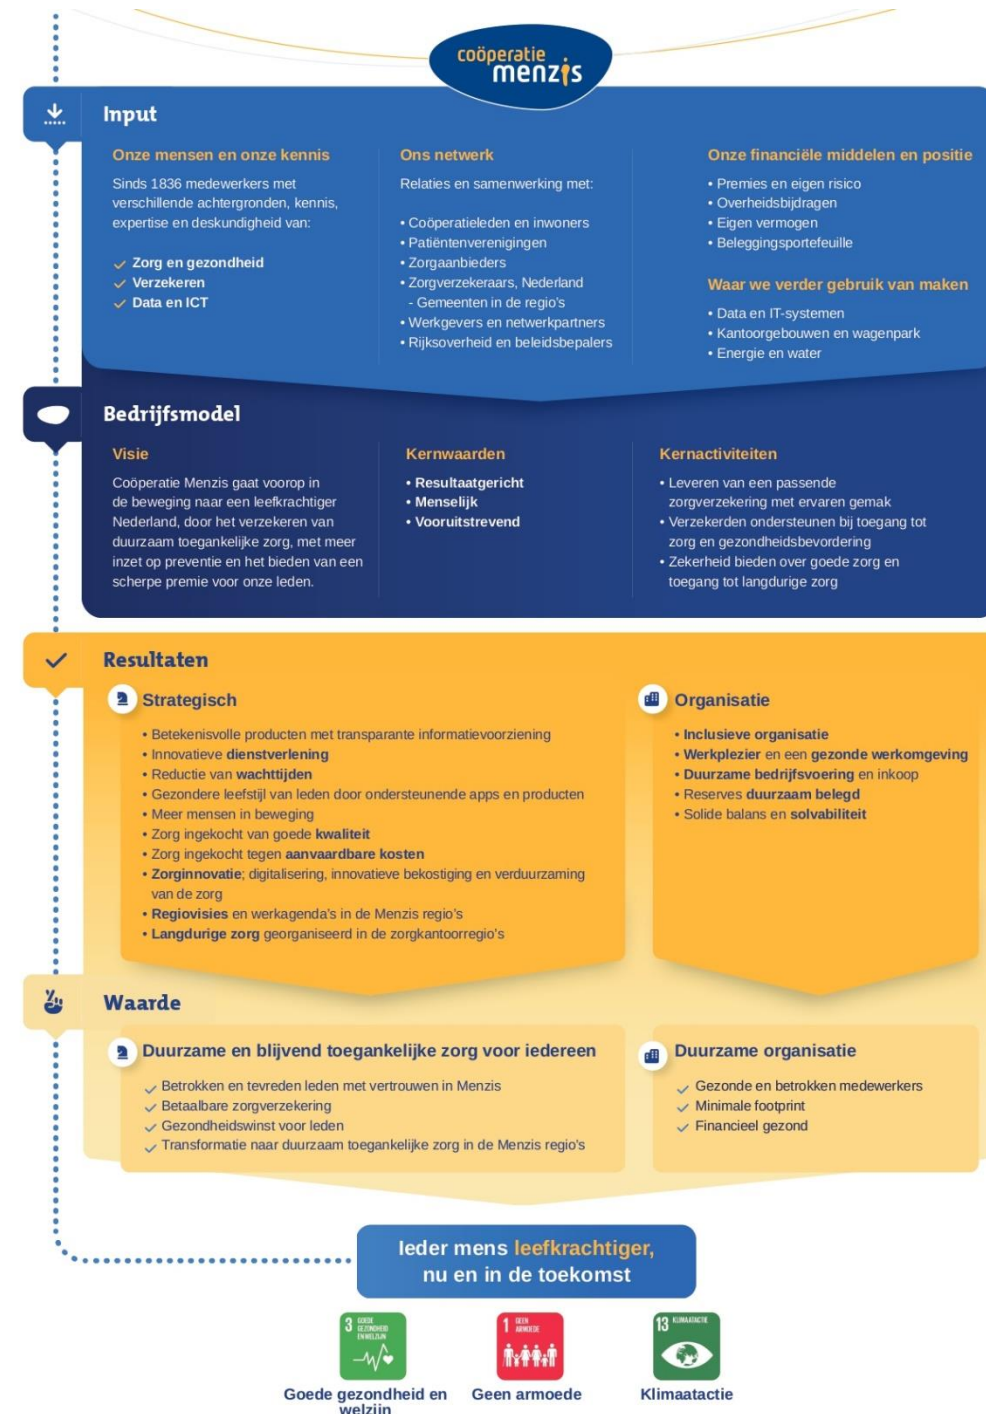 coöperatie
menzis
Input
Onze mensen en onze kennis
Sinds 1836 medewerkers met
verschillende achtergronden, kennis,
expertise en deskundigheid van:
Zorg en gezondheid
Verzekeren
Data en ICT
Ons netwerk
Relaties en samenwerking met:
• Coöperatieleden en inwoners
• Patiëntenverenigingen
• Zorgaanbieders
• Zorgverzekeraars, Nederland
- Gemeenten in de regio's
• Werkgevers en netwerkpartners
• Rijksoverheid en beleidsbepalers
Onze financiële middelen en positie
• Premies en eigen risico
• Overheidsbijdragen
• Eigen vermogen
• Beleggingsportefeuille
Waar we verder gebruik van maken
• Data en IT-systemen
• Kantoorgebouwen en wagenpark
• Energie en water
Bedrijfsmodel
Visie
Coöperatie Menzis gaat voorop in
de beweging naar een leefkrachtiger
Nederland, door het verzekeren van
duurzaam toegankelijke zorg, met meer
inzet op preventie en het bieden van een
scherpe premie voor onze leden.
Kernwaarden
• Resultaatgericht
• Menselijk
• Vooruitstrevend
Kernactiviteiten
• Leveren van een passende
zorgverzekering met ervaren gemak
• Verzekerden ondersteunen bij toegang tot
zorg en gezondheidsbevordering
• Zekerheid bieden over goede zorg en
toegang tot langdurige zorg
Resultaten
Strategisch
• Betekenisvolle producten met transparante informatievoorziening
• Innovatieve dienstverlening
• Reductie van wachttijden
• Gezondere leefstijl van leden door ondersteunende apps en producten
• Meer mensen in beweging
• Zorg ingekocht van goede kwaliteit
• Zorg ingekocht tegen aanvaardbare kosten
• Zorginnovatie; digitalisering, innovatieve bekostiging en verduurzaming
van de zorg
• Regiovisies en werkagenda's in de Menzis regio's
• Langdurige zorg georganiseerd in de zorgkantoorregio's
Organisatie
• Inclusieve organisatie
• Werkplezier en een gezonde werkomgeving
• Duurzame bedrijfsvoering en inkoop
• Reserves duurzaam belegd
• Solide balans en solvabiliteit
Waarde
Duurzame en blijvend toegankelijke zorg voor iedereen
Betrokken en tevreden leden met vertrouwen in Menzis
Betaalbare zorgverzekering
Gezondheidswinst voor leden
Transformatie naar duurzaam toegankelijke zorg in de Menzis regio's
Duurzame organisatie
Gezonde en betrokken medewerkers
Minimale footprint
Financieel gezond
Ieder mens leefkrachtiger,
nu en in de toekomst
3 GOEDE
GEZONDHEID
EN WELZIJN
Goede gezondheid en
welzijn
1 GEEN
ARMOEDE
Geen armoede
13 KLIMAATACTIE
Klimaatactie